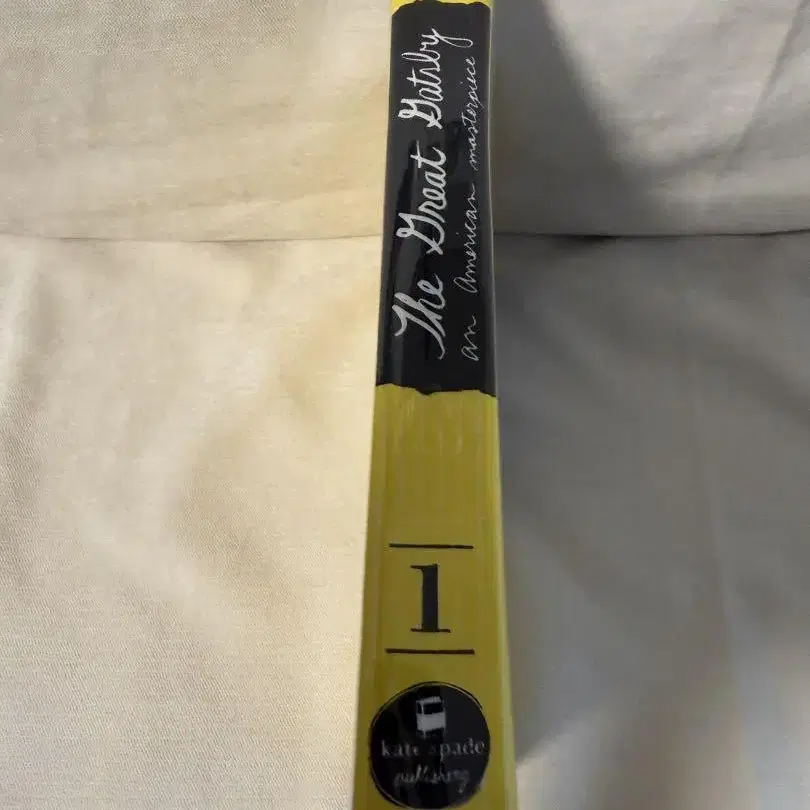 The Great Gatsby
an American masterpiece
1
kate spade
publishing